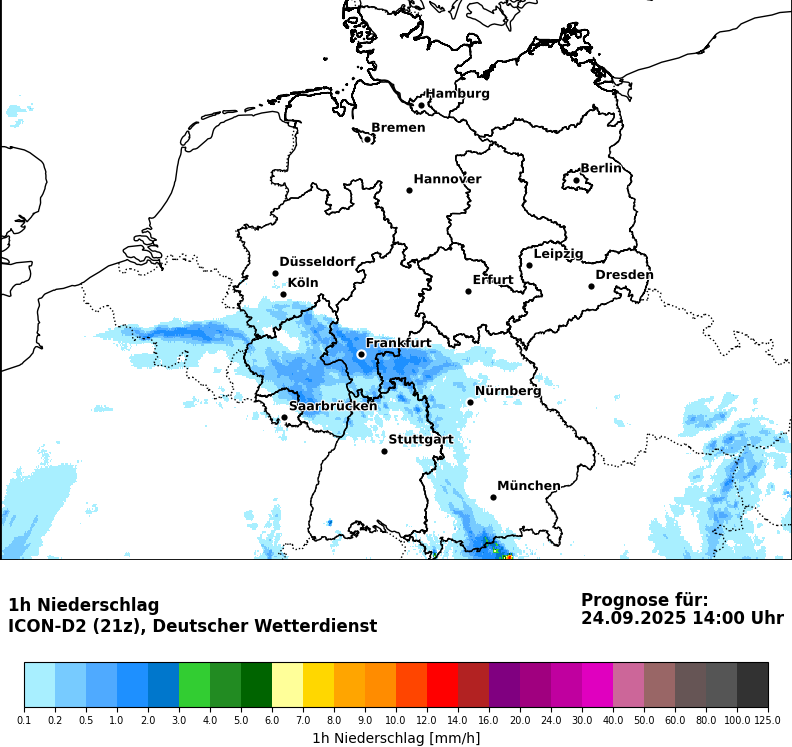 Hamburg
Bremen
Berlin
Hannover
Leipzig
Düsseldorf
Dresden
Köln
Erfurt
Frankfurt
Nürnberg
Saarbrücken
Stuttgart
München
1h Niederschlag
ICON-D2 (21z), Deutscher Wetterdienst
Prognose für:
24.09.2025 14:00 Uhr
0.1 0.2 0.5 1.0 2.0 3.0 4.0 5.0 6.0 7.0 8.0 9.0 10.0 12.0 14.0 16.0 20.0 24.0 30.0 40.0 50.0 60.0 80.0 100.0 125.0
1h Niederschlag [mm/h]